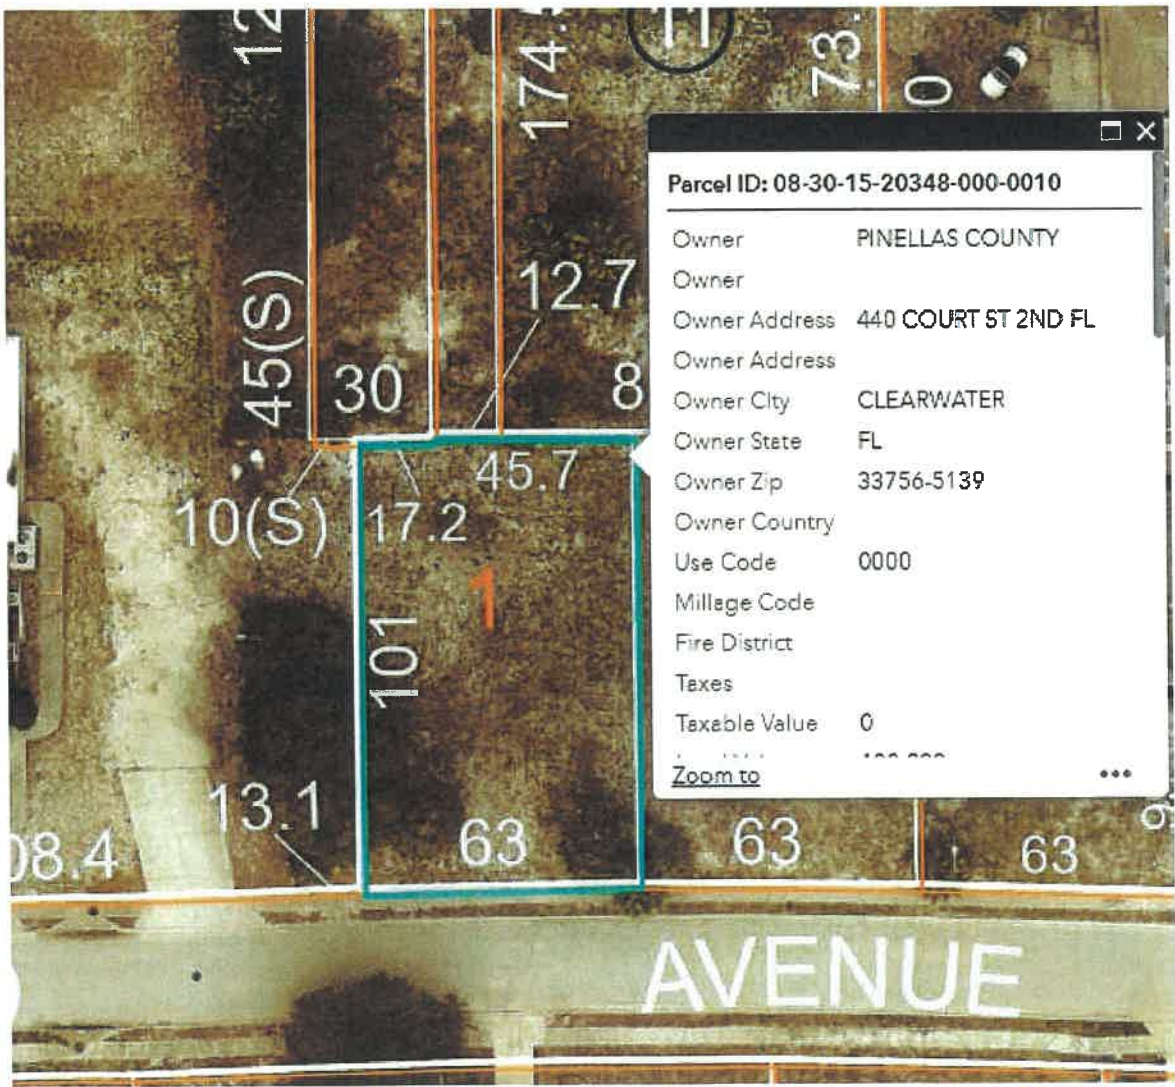 174.
73.
0
Parcel ID: 08-30-15-20348-000-0010
Owner PINELLAS COUNTY
Owner
Owner Address 440 COURT ST 2ND FL
Owner Address
Owner City CLEARWATER
Owner State FL
Owner Zip 33756-5139
Owner Country
Use Code 0000
Millage Code
Fire District
Taxes
Taxable Value 0
Zoom to
12
45(S)
30
12.7
8
10(S)
17.2
45.7
1
101
13.1
08.4
63
63
63
AVENUE